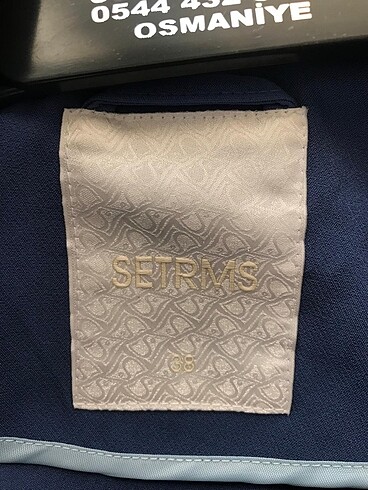 0544 432
OSMANİYE
SETRMS
38